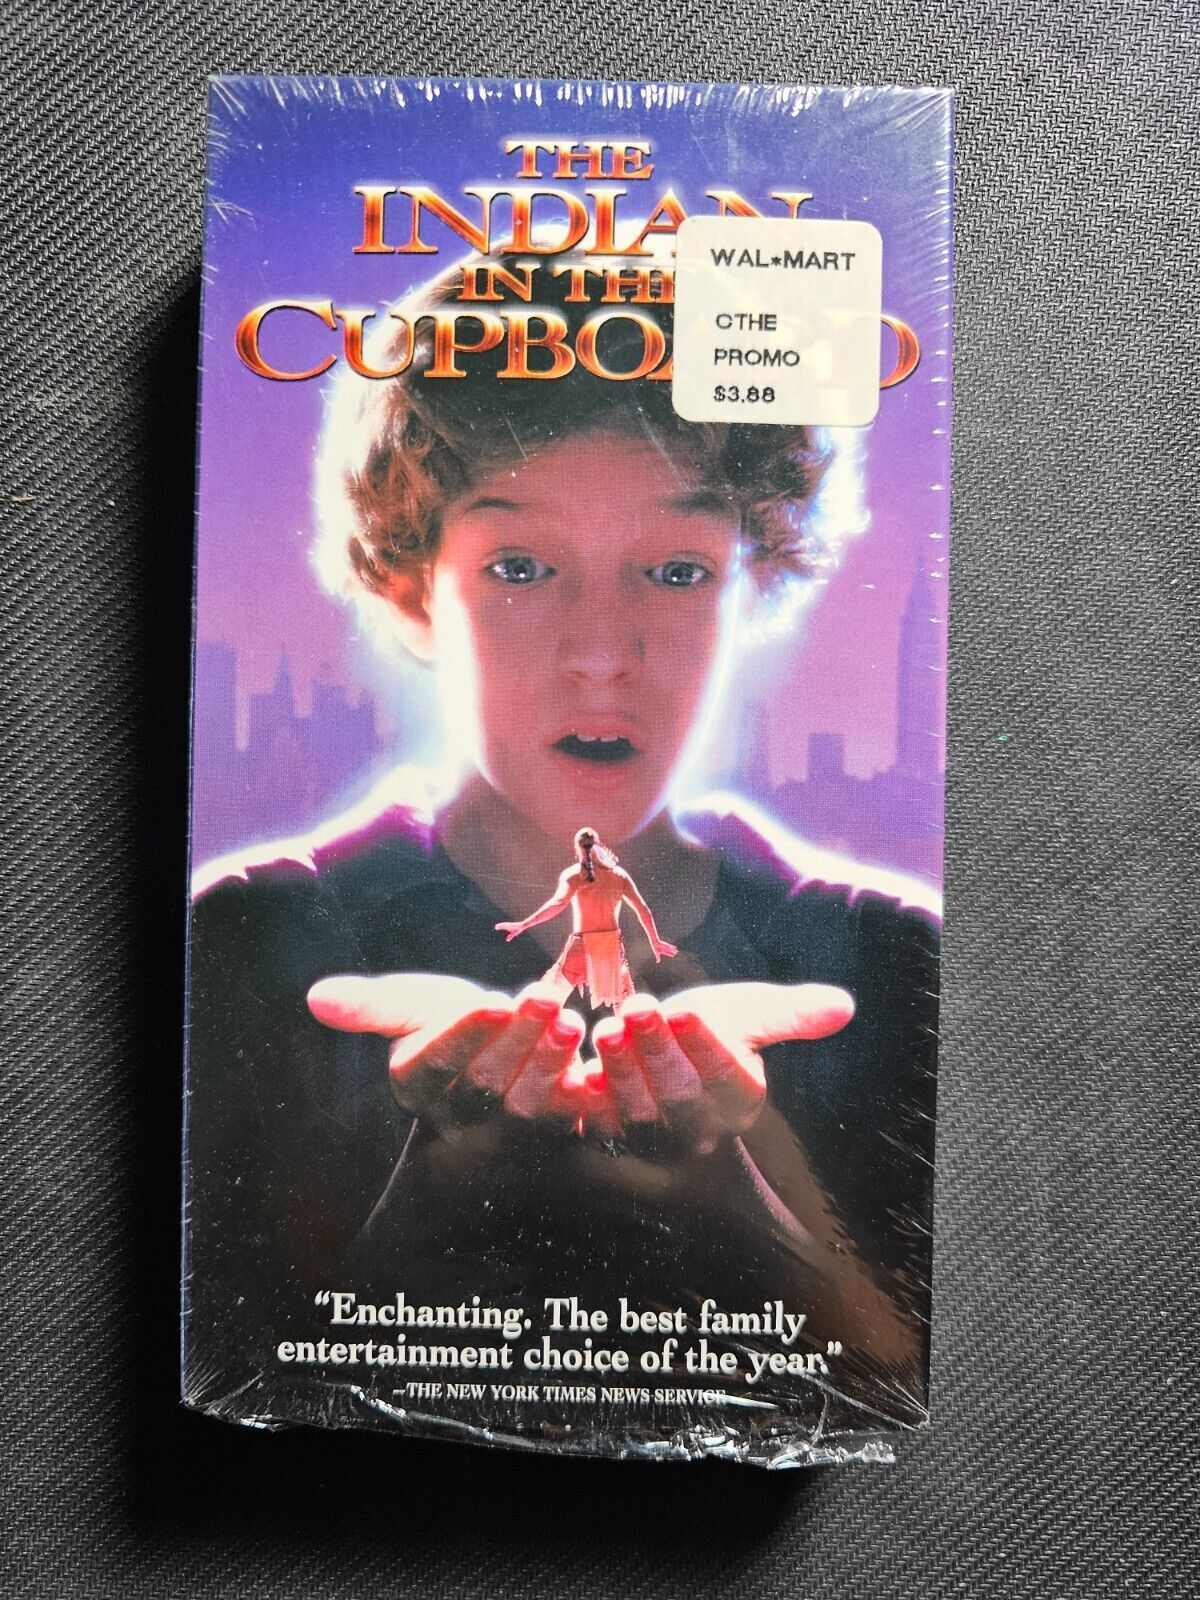 THE
INDIAN
IN THE
CUPBOARD
WAL*MART
CTHE
PROMO
$3.88
“Enchanting. The best family
entertainment choice of the year.”
—THE NEW YORK TIMES NEWS SERVICE